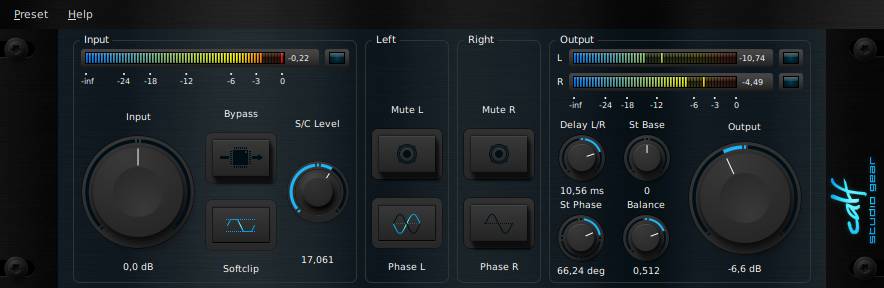 Preset Help
Input
-0,22
-inf -24 -18 -12 -6 -3 0
Input
Bypass
S/C Level
0,0 dB
Softclip
17,061
Left
Mute L
Phase L
Right
Mute R
Phase R
Output
L -10,74
R -4,49
-inf -24 -18 -12 -6 -3 0
Delay L/R St Base Output
10,56 ms 0
St Phase Balance
66,24 deg 0,512
-6,6 dB
calf
studio gear